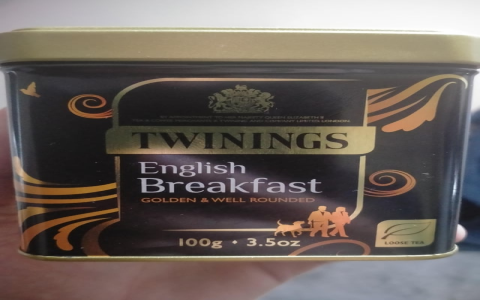 TWININGS
English
Breakfast
GOLDEN & WELL ROUNDED
100g • 3.5oz
LOOSE TEA